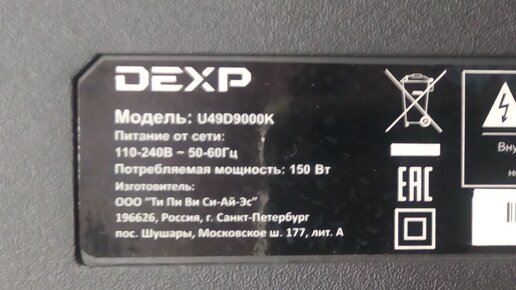 DEXP
Модель: U49D9000K
Питание от сети:
110-240В ~ 50-60Гц
Потребляемая мощность: 150 Вт
Изготовитель:
ООО "Ти Пи Ви Си-Ай-Эс"
196626, Россия, г. Санкт-Петербург
пос. Шушары, Московское ш. 177, лит. А
EAC
Вну